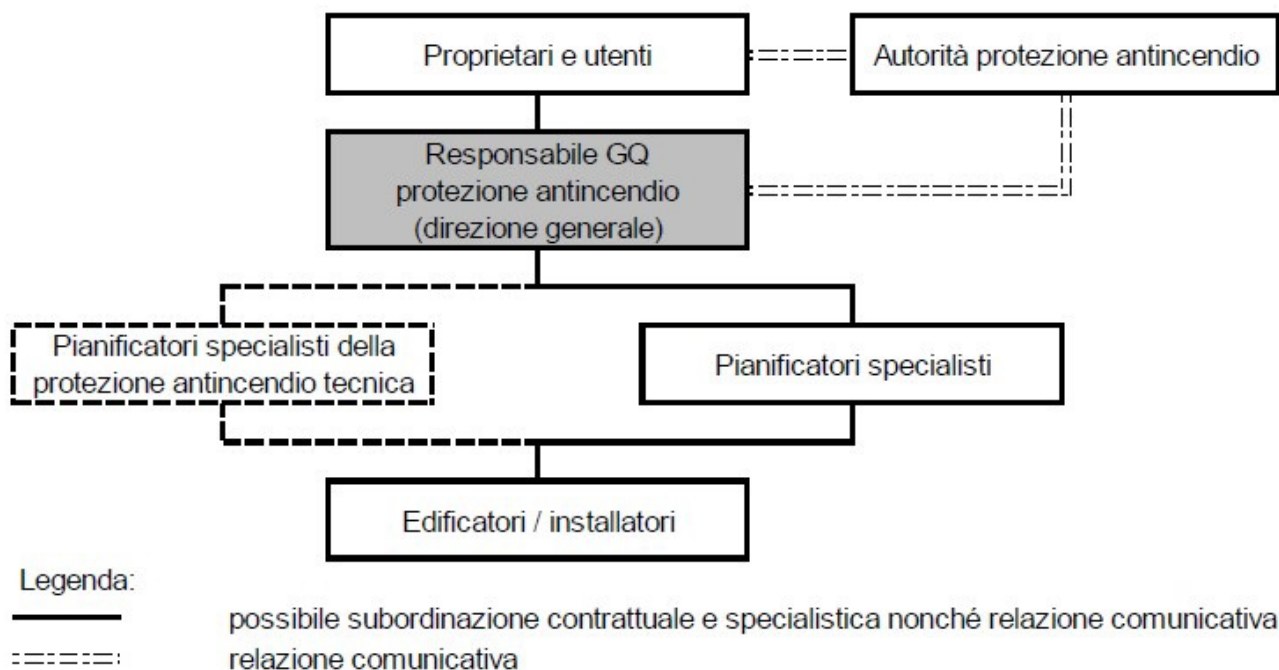 Proprietari e utenti
Autorità protezione antincendio
Responsabile GQ
protezione antincendio
(direzione generale)
Pianificatori specialisti della
protezione antincendio tecnica
Pianificatori specialisti
Edificatori / installatori
Legenda:
possibile subordinazione contrattuale e specialistica nonché relazione comunicativa
relazione comunicativa